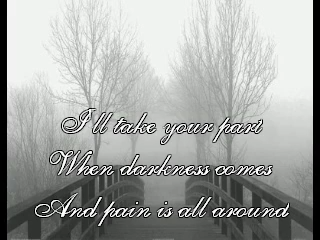 I'll take your part
When darkness comes
And pain is all around